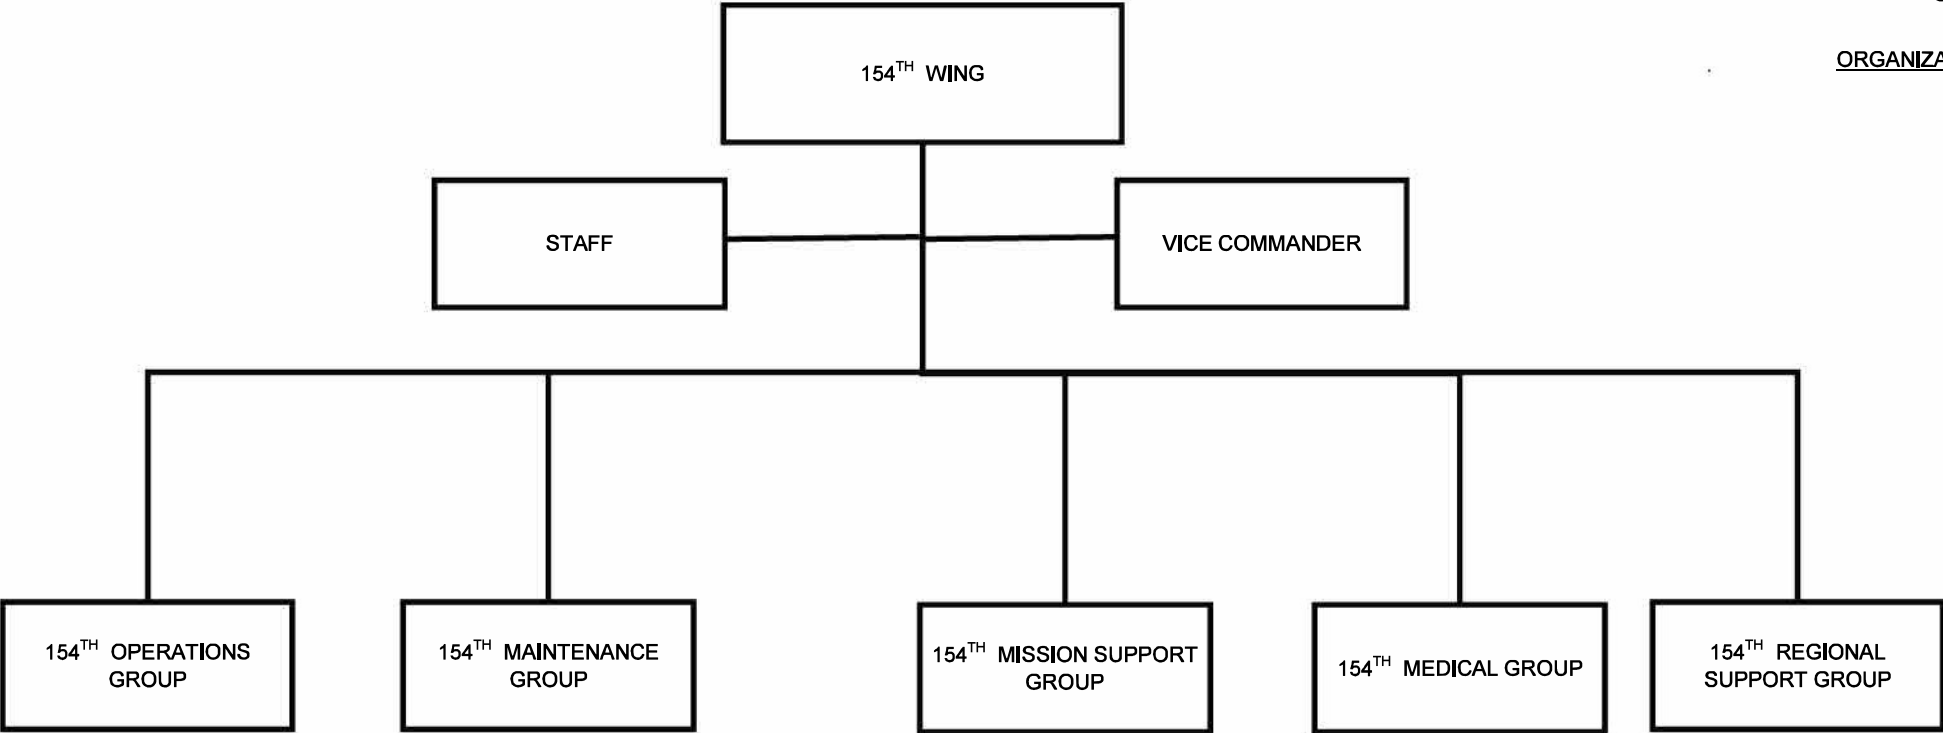 154TH WING
ORGANIZA
STAFF
VICE COMMANDER
154TH OPERATIONS
GROUP
154TH MAINTENANCE
GROUP
154TH MISSION SUPPORT
GROUP
154TH MEDICAL GROUP
154TH REGIONAL
SUPPORT GROUP